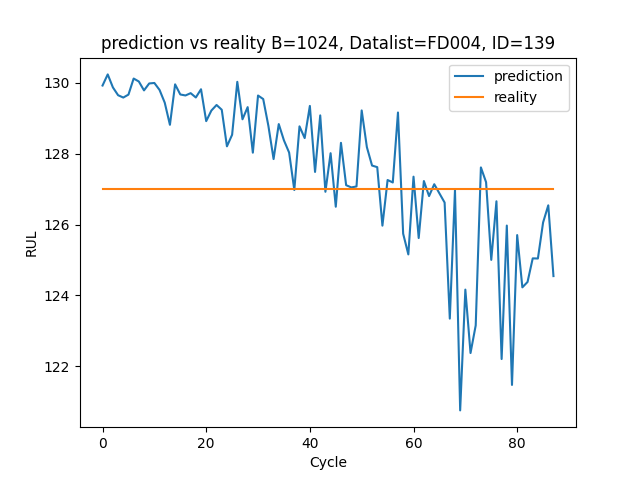 prediction vs reality B=1024, Datalist=FD004, ID=139
prediction
reality
130
128
126
124
122
RUL
0
20
40
60
80
Cycle